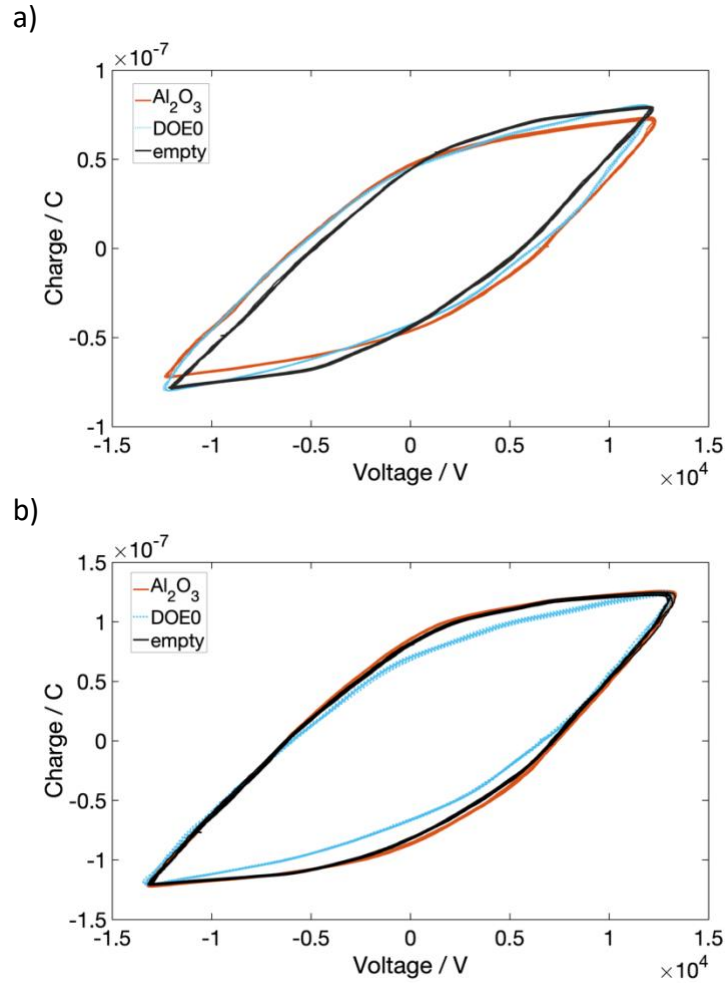 a)
×10⁻⁷
1
0.5
0
-0.5
-1
Charge / C
Al₂O₃
DOE0
empty
-1.5 -1 -0.5 0 0.5 1 1.5
Voltage / V
×10⁴
b)
×10⁻⁷
1.5
1
0.5
0
-0.5
-1
-1.5
Charge / C
Al₂O₃
DOE0
empty
-1.5 -1 -0.5 0 0.5 1 1.5
Voltage / V
×10⁴